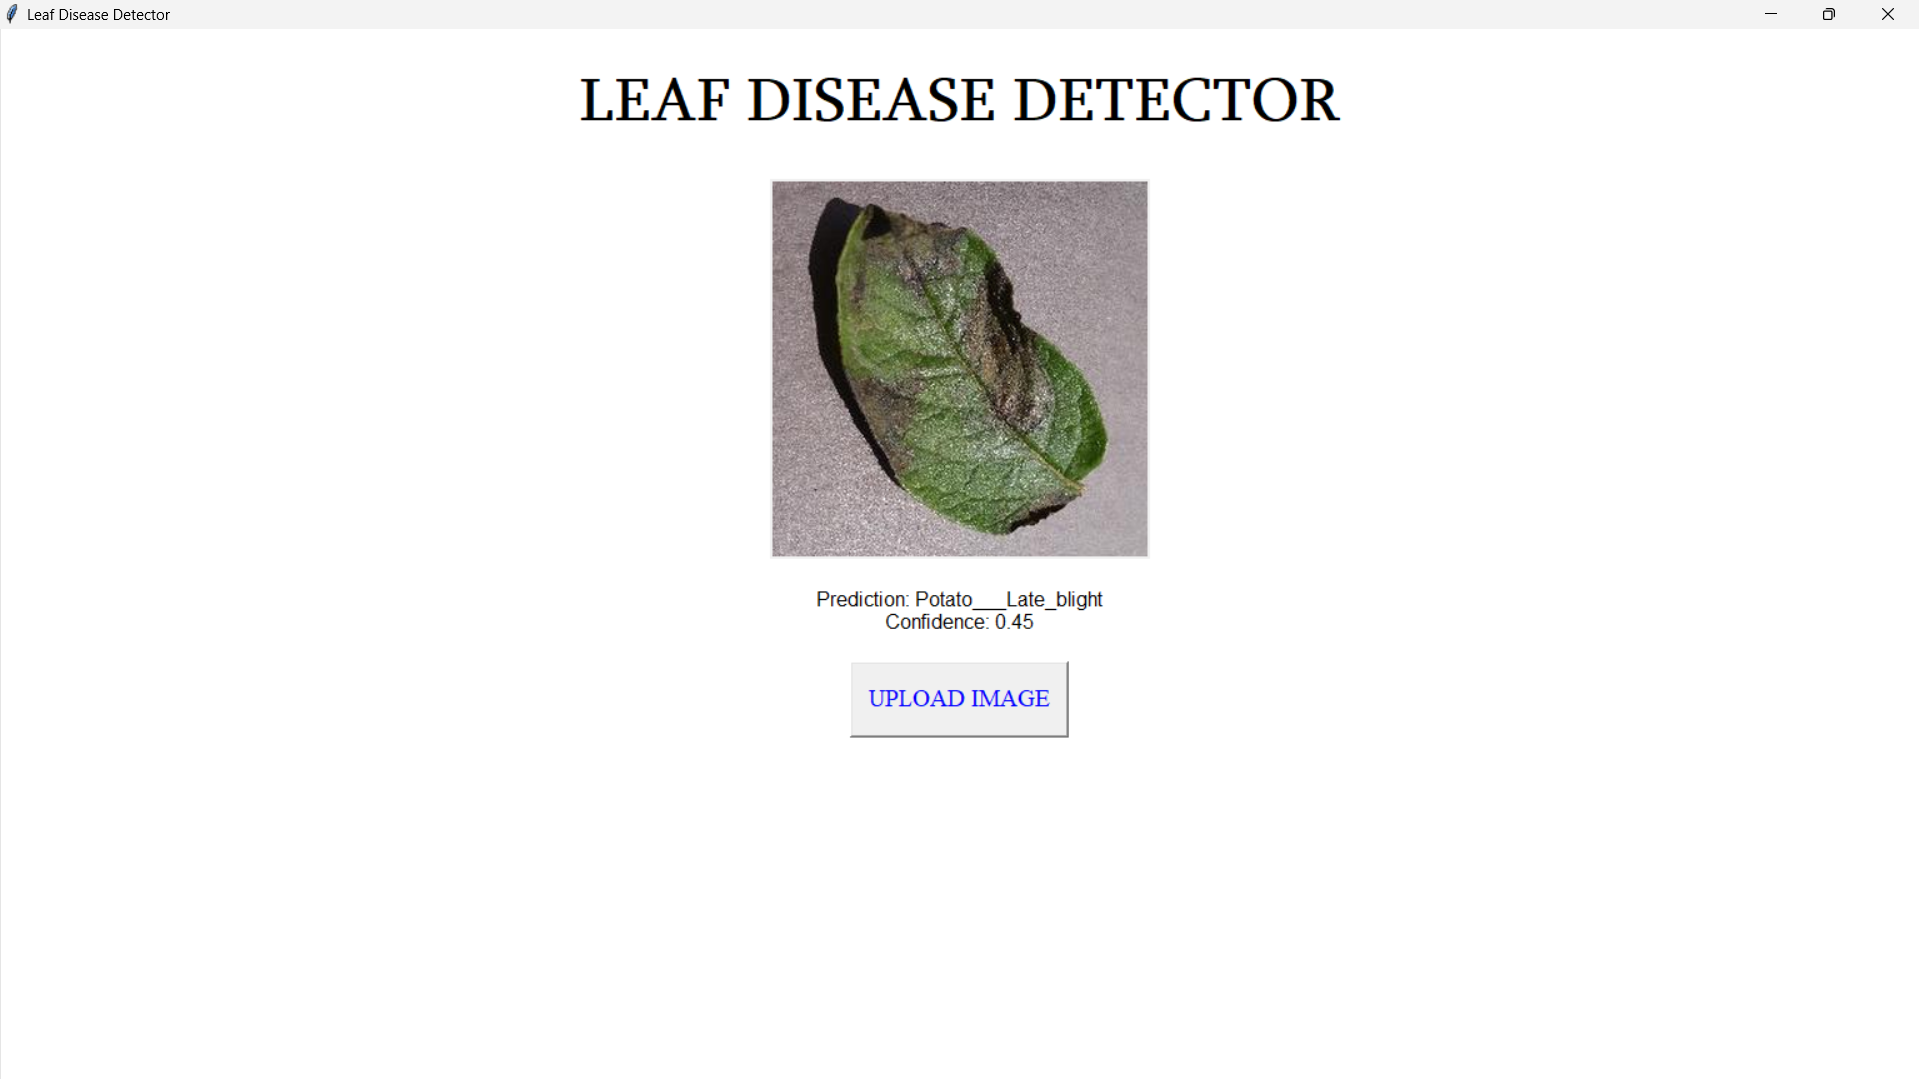 Leaf Disease Detector
LEAF DISEASE DETECTOR
Prediction: Potato___Late_blight
Confidence: 0.45
UPLOAD IMAGE